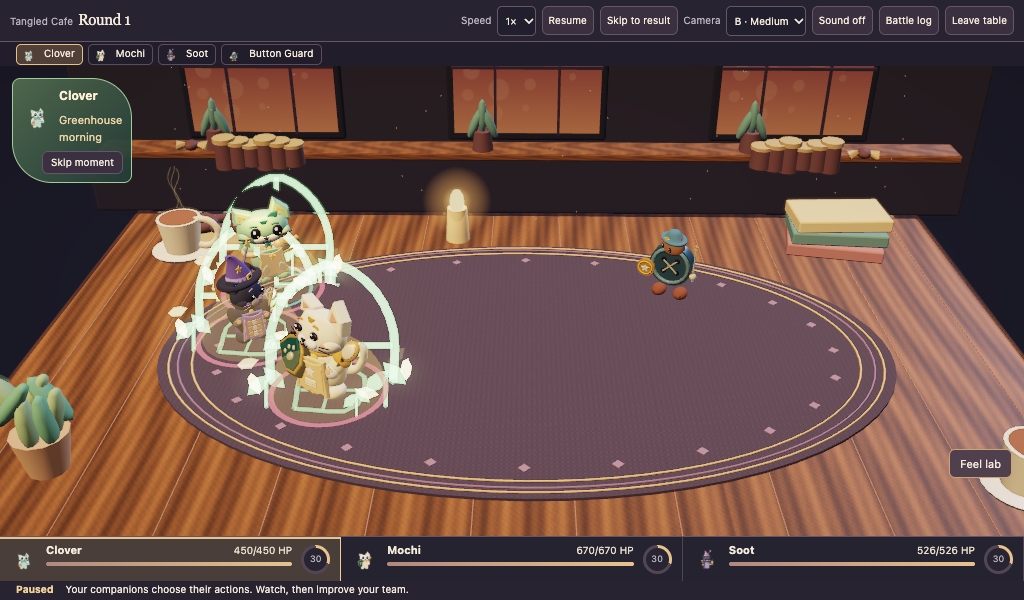 Tangled Cafe Round 1
Speed 1x Resume Skip to result Camera B · Medium Sound off Battle log Leave table
Clover Mochi Soot Button Guard
Clover
Greenhouse
morning
Skip moment
Feel lab
Clover 450/450 HP 30
Mochi 670/670 HP 30
Soot 526/526 HP 30
Paused Your companions choose their actions. Watch, then improve your team.